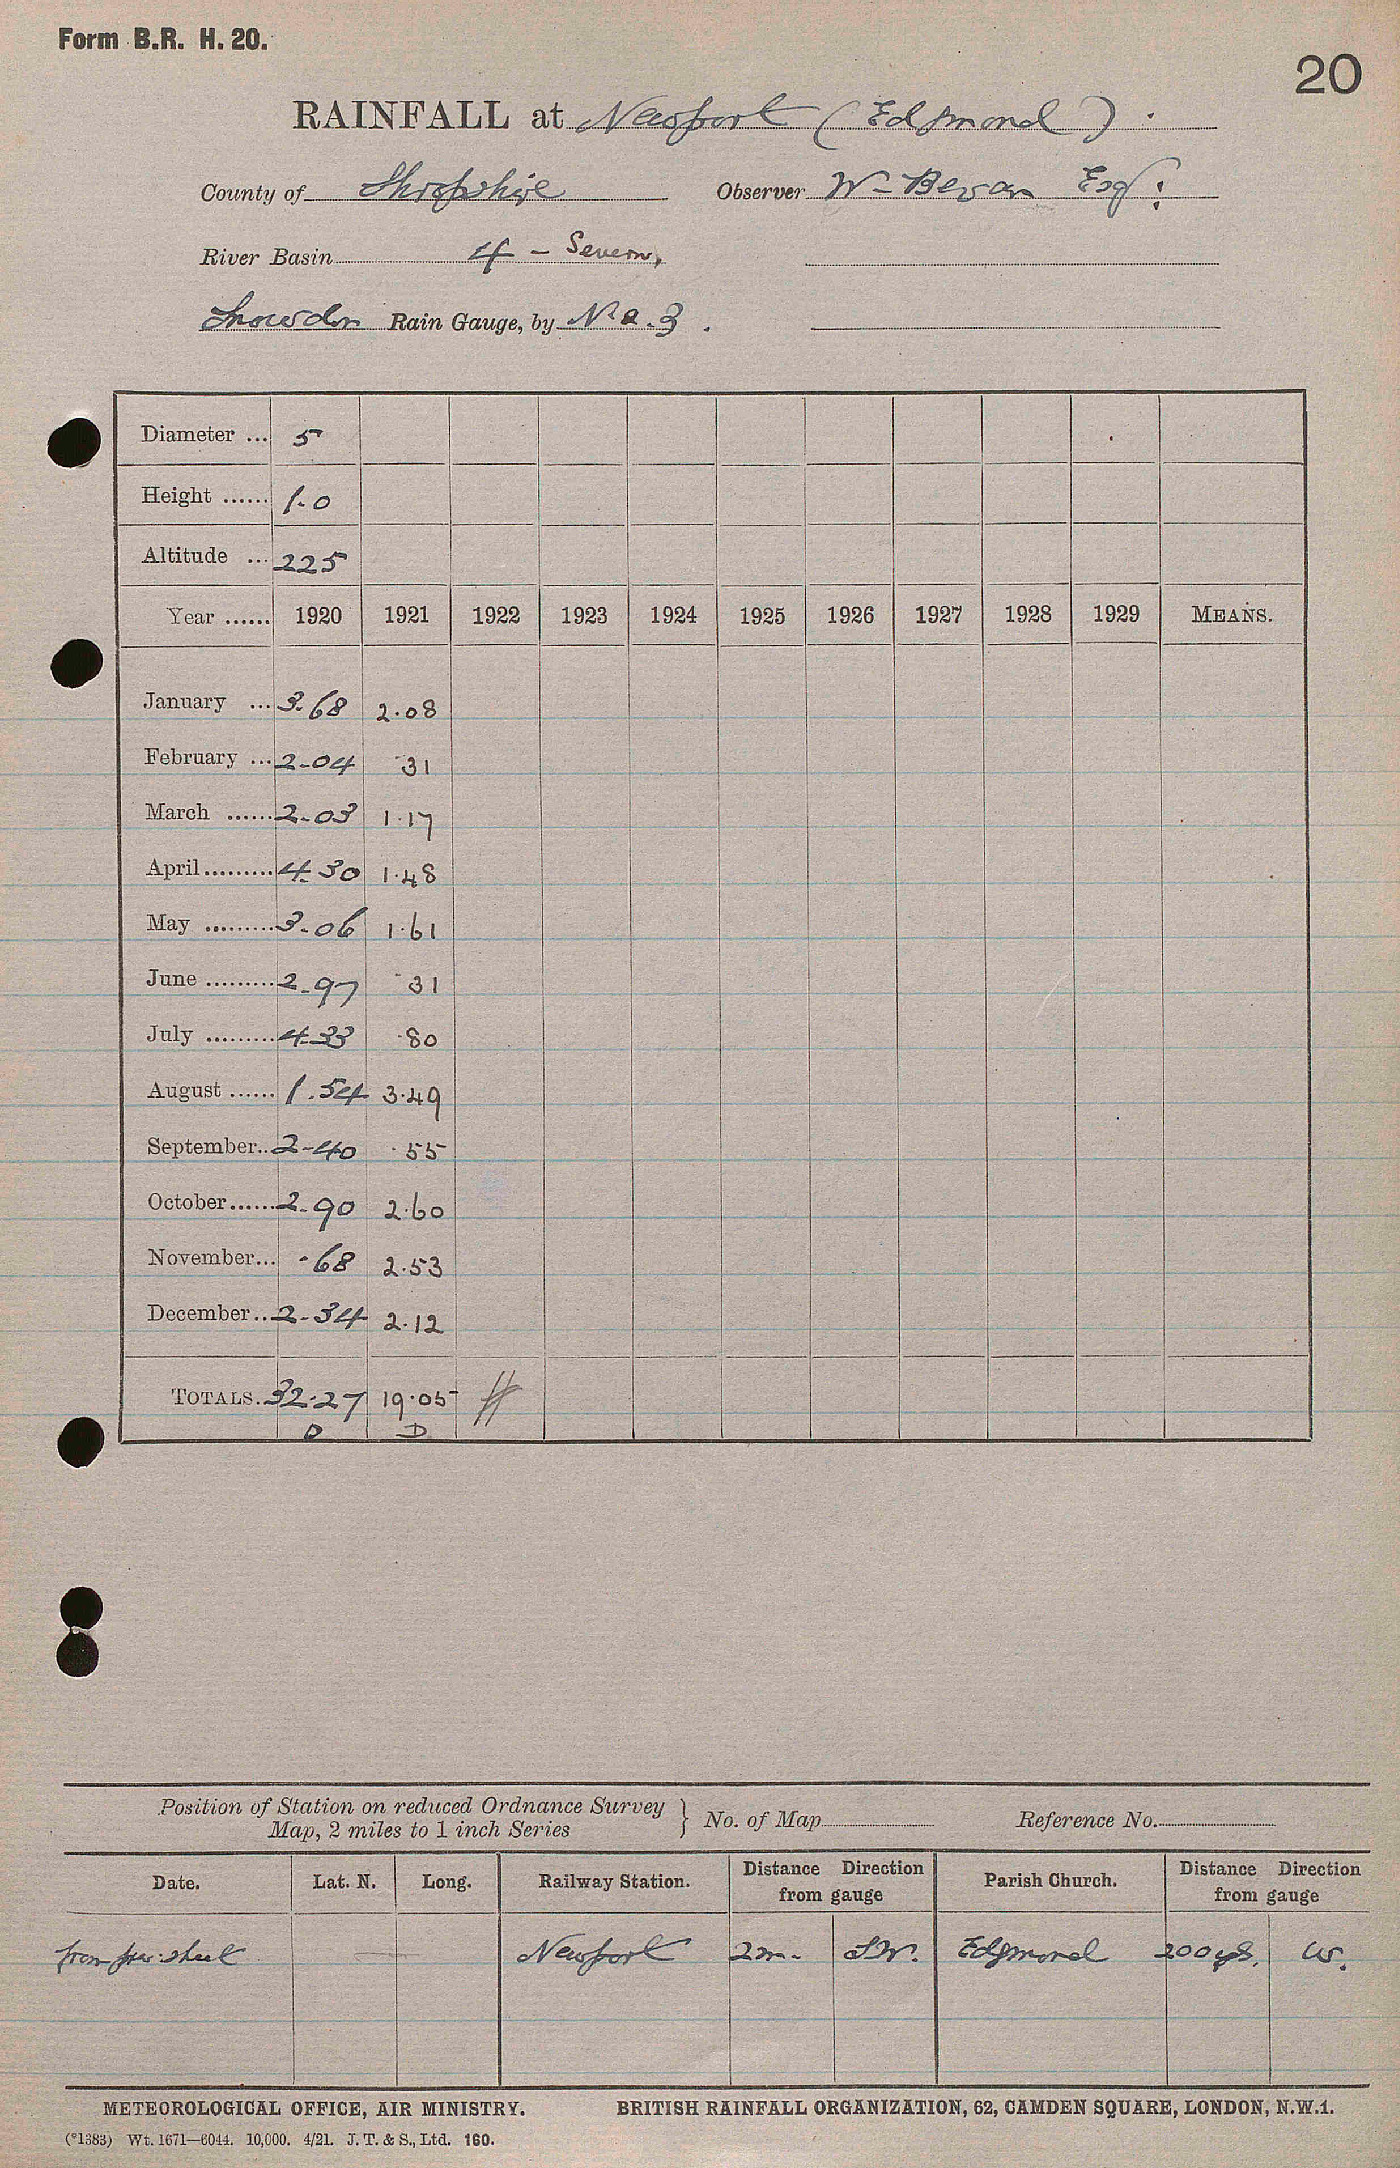 Form B.R. H. 20.
20
RAINFALL at Newport (Edgmond).
County of Shropshire Observer W- Bevan Esq:
River Basin 4 - Severn,
Snowdon Rain Gauge, by N & Z.
Diameter ... 5
Height ...... 1.0
Altitude ... 225
Year ...... 1920 1921 1922 1923 1924 1925 1926 1927 1928 1929 MEANS.
January ... 3.68 2.08
February ... 2.04 .31
March ...... 2.03 1.17
April ......... 4.30 1.48
May ......... 3.06 1.61
June ......... 2.97 .31
July ......... 4.33 .80
August ...... 1.54 3.49
September.. 2.40 .55
October ...... 2.90 2.60
November... .68 2.53
December.. 2.34 2.12
TOTALS. 32.27 19.05
D D
Position of Station on reduced Ordnance Survey
Map, 2 miles to 1 inch Series } No. of Map Reference No.
Date. Lat. N. Long. Railway Station. Distance Direction from gauge Parish Church. Distance Direction from gauge
from prev: sheet Newport 2m. S.W. Edgmond 200 yds. W.
METEOROLOGICAL OFFICE, AIR MINISTRY. BRITISH RAINFALL ORGANIZATION, 62, CAMDEN SQUARE, LONDON, N.W.1.
(*1383) Wt. 1671—6044. 10,000. 4/21. J. T. & S., Ltd. 160.